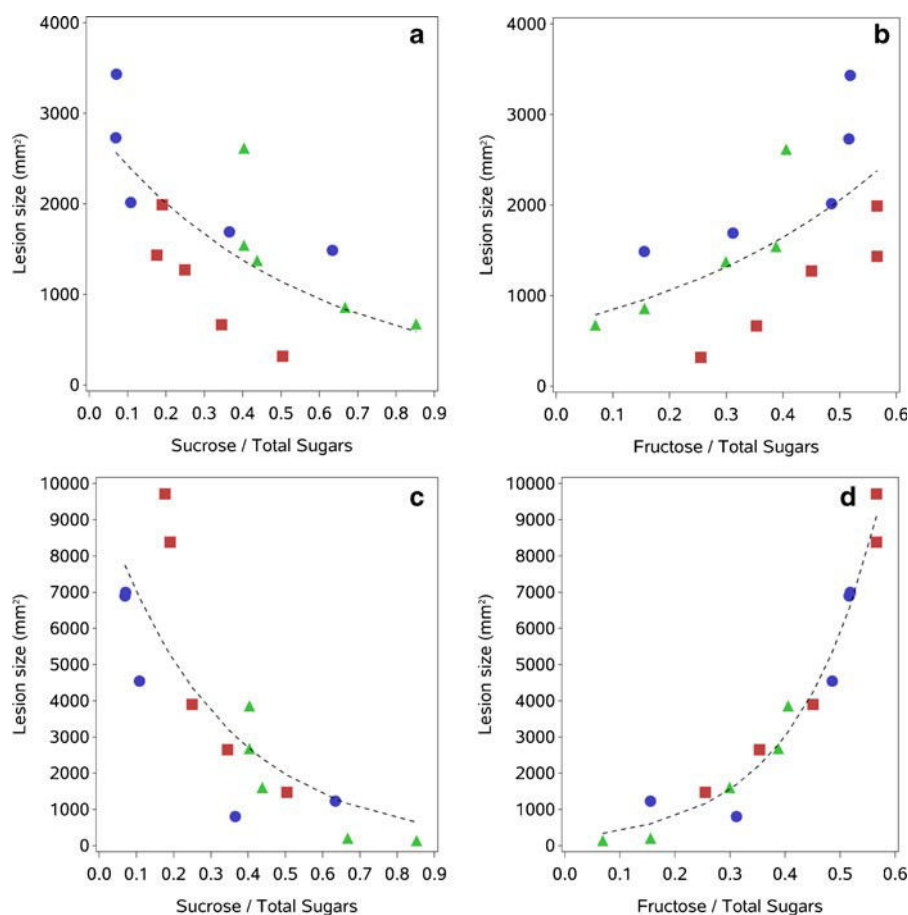 a
4000
3000
2000
1000
0
Lesion size (mm²)
0.0 0.1 0.2 0.3 0.4 0.5 0.6 0.7 0.8 0.9
Sucrose / Total Sugars
b
4000
3000
2000
1000
0
Lesion size (mm²)
0.0 0.1 0.2 0.3 0.4 0.5 0.6
Fructose / Total Sugars
c
10000
9000
8000
7000
6000
5000
4000
3000
2000
1000
0
Lesion size (mm²)
0.0 0.1 0.2 0.3 0.4 0.5 0.6 0.7 0.8 0.9
Sucrose / Total Sugars
d
10000
9000
8000
7000
6000
5000
4000
3000
2000
1000
0
Lesion size (mm²)
0.0 0.1 0.2 0.3 0.4 0.5 0.6
Fructose / Total Sugars